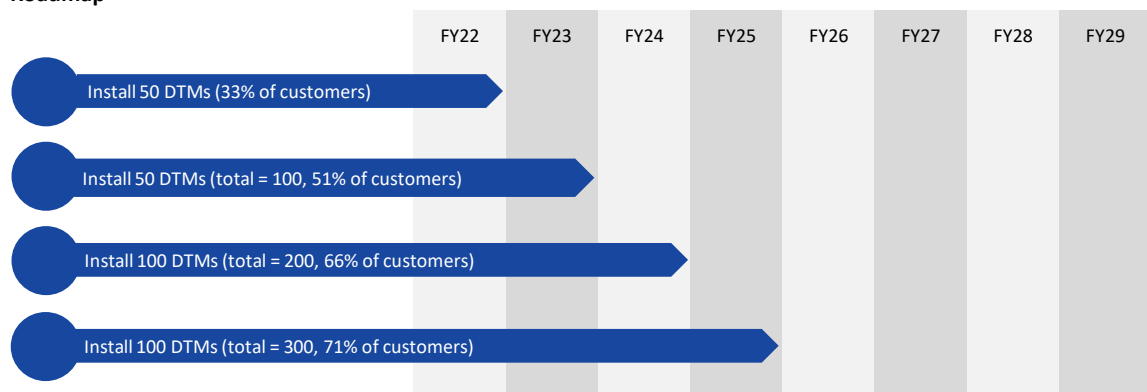 FY22 FY23 FY24 FY25 FY26 FY27 FY28 FY29
Install 50 DTMs (33% of customers)
Install 50 DTMs (total = 100, 51% of customers)
Install 100 DTMs (total = 200, 66% of customers)
Install 100 DTMs (total = 300, 71% of customers)